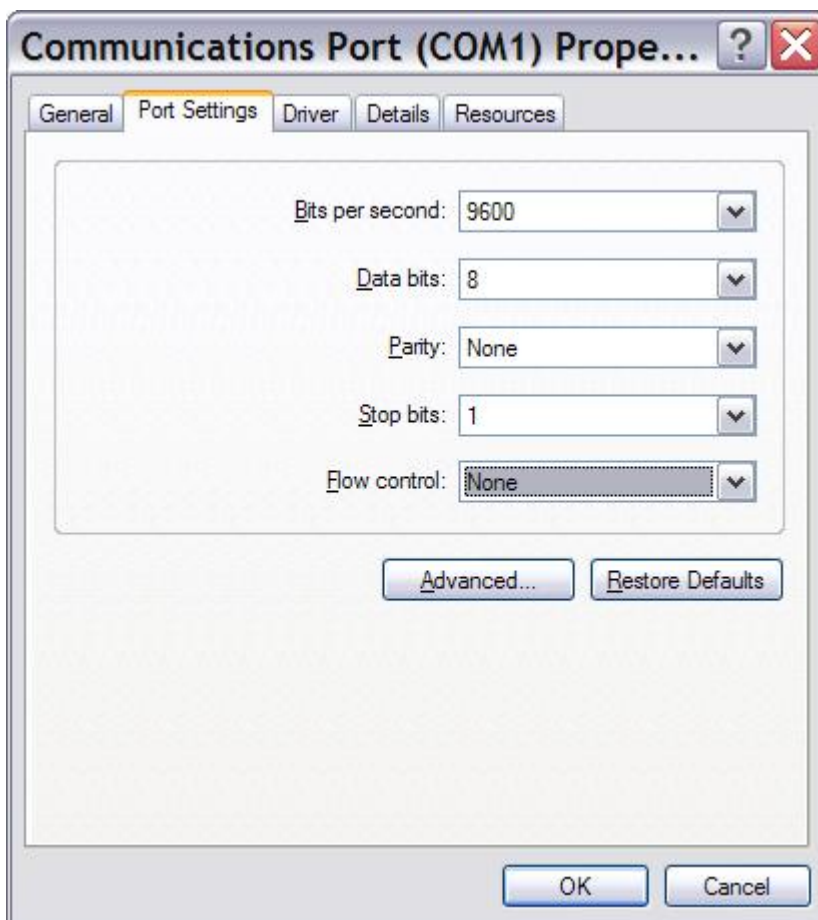 Communications Port (COM1) Prope...
General Port Settings Driver Details Resources
Bits per second: 9600
Data bits: 8
Parity: None
Stop bits: 1
Flow control: None
Advanced... Restore Defaults
OK Cancel